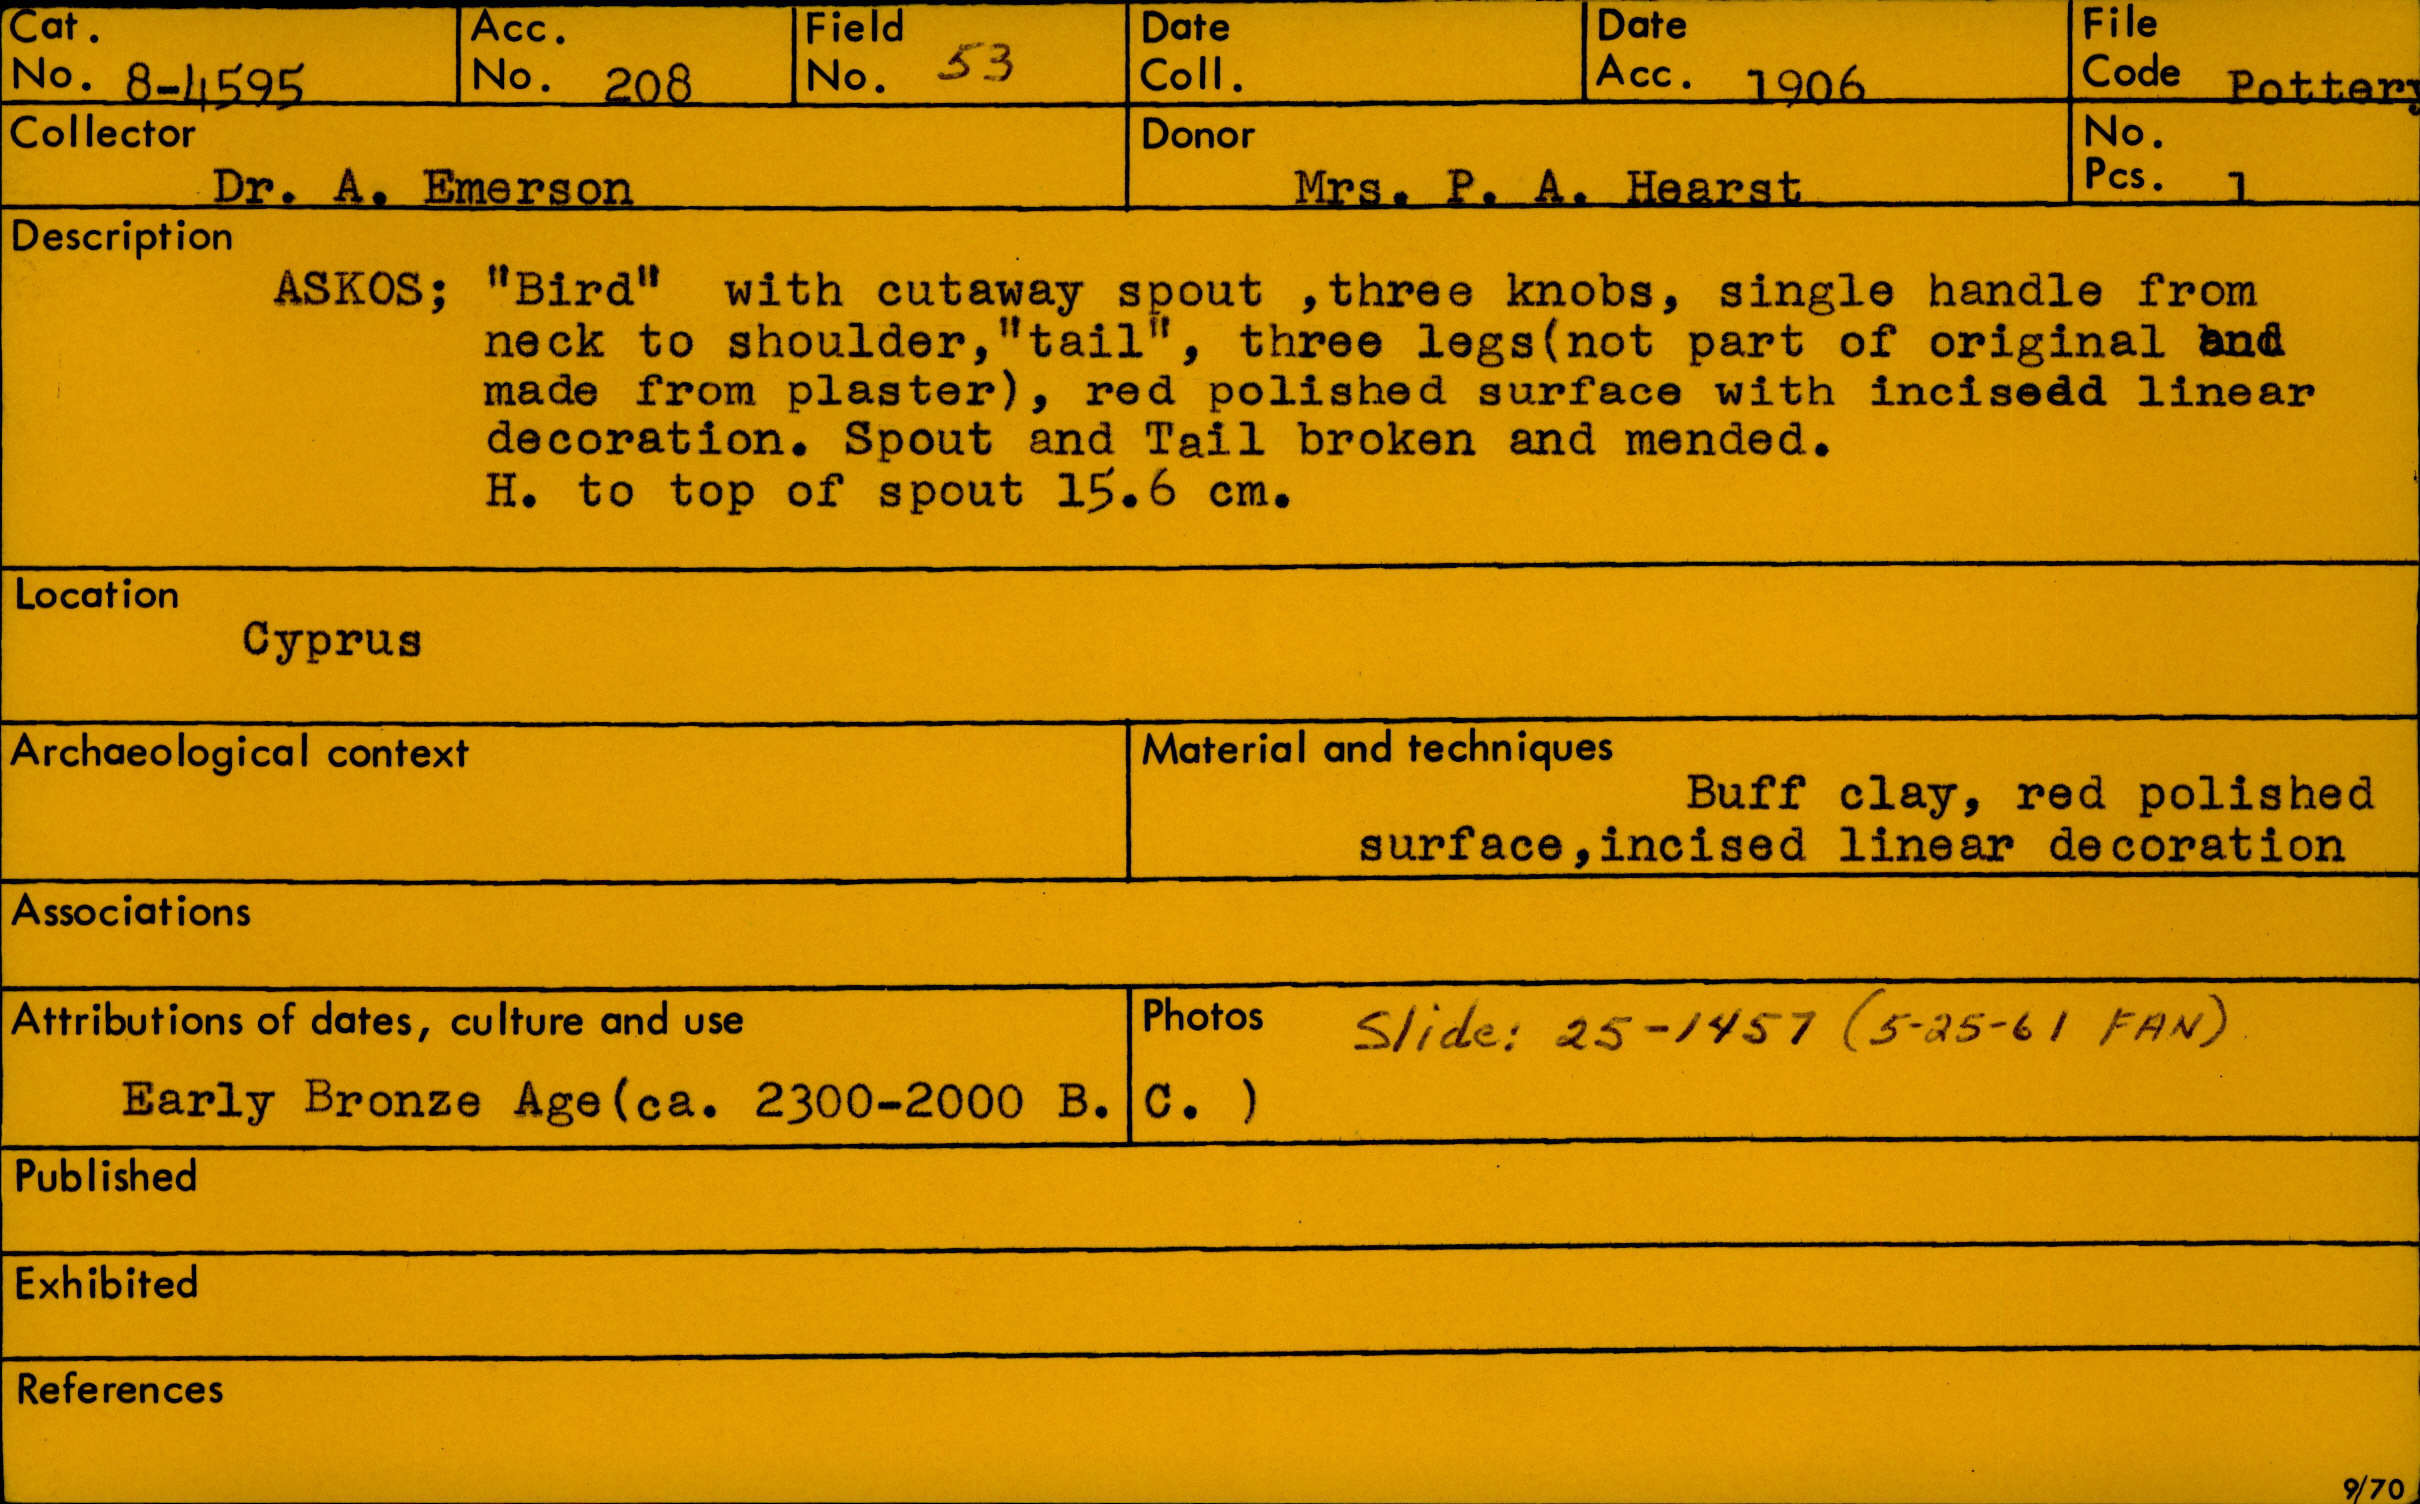 Cat. No. 8-4595
Acc. No. 208
Field No. 53
Date Coll.
Date Acc. 1906
File Code Pottery
Collector
Dr. A. Emerson
Donor
Mrs. P. A. Hearst
No. Pcs. 1
Description
ASKOS; "Bird" with cutaway spout ,three knobs, single handle from
neck to shoulder,"tail", three legs(not part of original and
made from plaster), red polished surface with incisedd linear
decoration. Spout and Tail broken and mended.
H. to top of spout 15.6 cm.
Location
Cyprus
Archaeological context
Material and techniques
Buff clay, red polished
surface,incised linear decoration
Associations
Attributions of dates, culture and use
Photos Slide: 25-1457 (5-25-61 FAN)
Early Bronze Age(ca. 2300-2000 B. C. )
Published
Exhibited
References
9/70